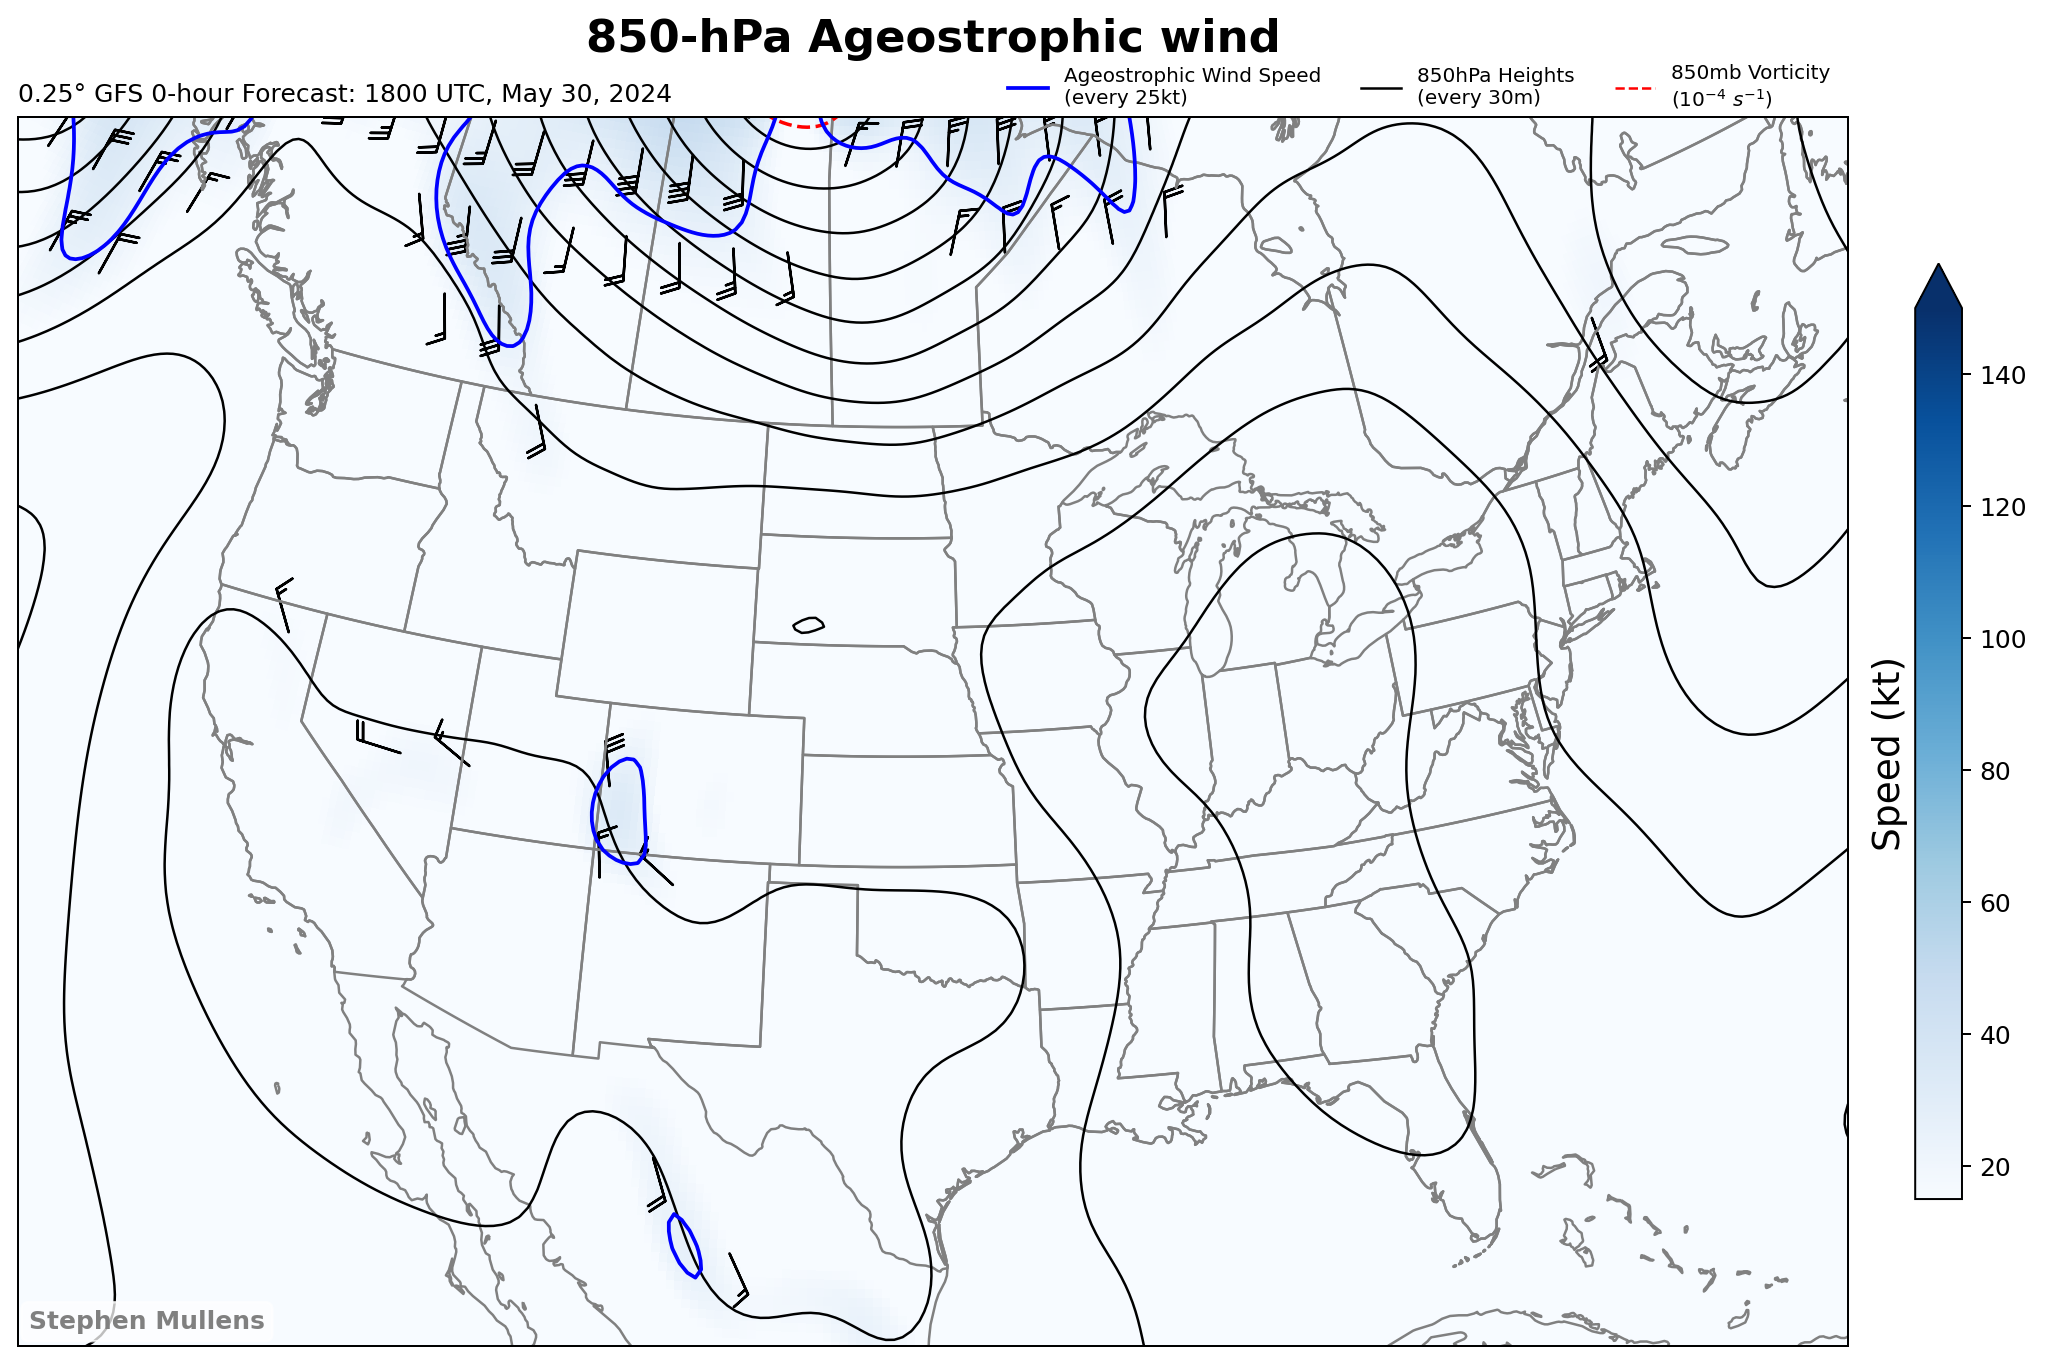 850-hPa Ageostrophic wind
0.25° GFS 0-hour Forecast: 1800 UTC, May 30, 2024
Ageostrophic Wind Speed
(every 25kt)
850hPa Heights
(every 30m)
850mb Vorticity
(10⁻⁴ s⁻¹)
140
120
100
80
60
40
20
Speed (kt)
Stephen Mullens